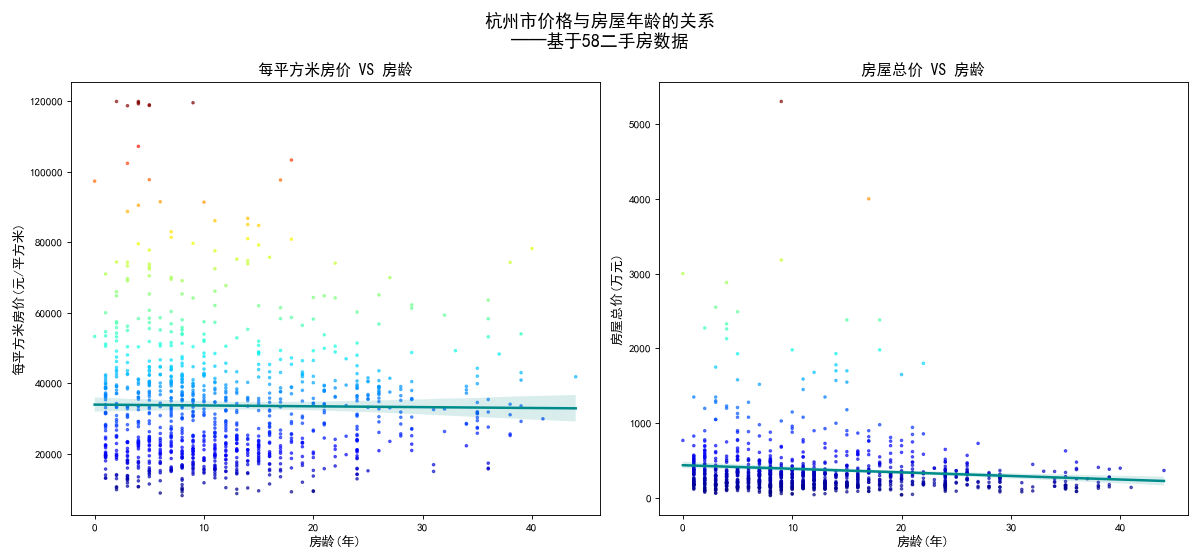 杭州市价格与房屋年龄的关系
———基于58二手房数据
每平方米房价 VS 房龄
120000
100000
80000
60000
40000
20000
每平方米房价(元/平方米)
0
10
20
30
40
房龄(年)
房屋总价 VS 房龄
5000
4000
3000
2000
1000
0
房屋总价(万元)
0
10
20
30
40
房龄(年)